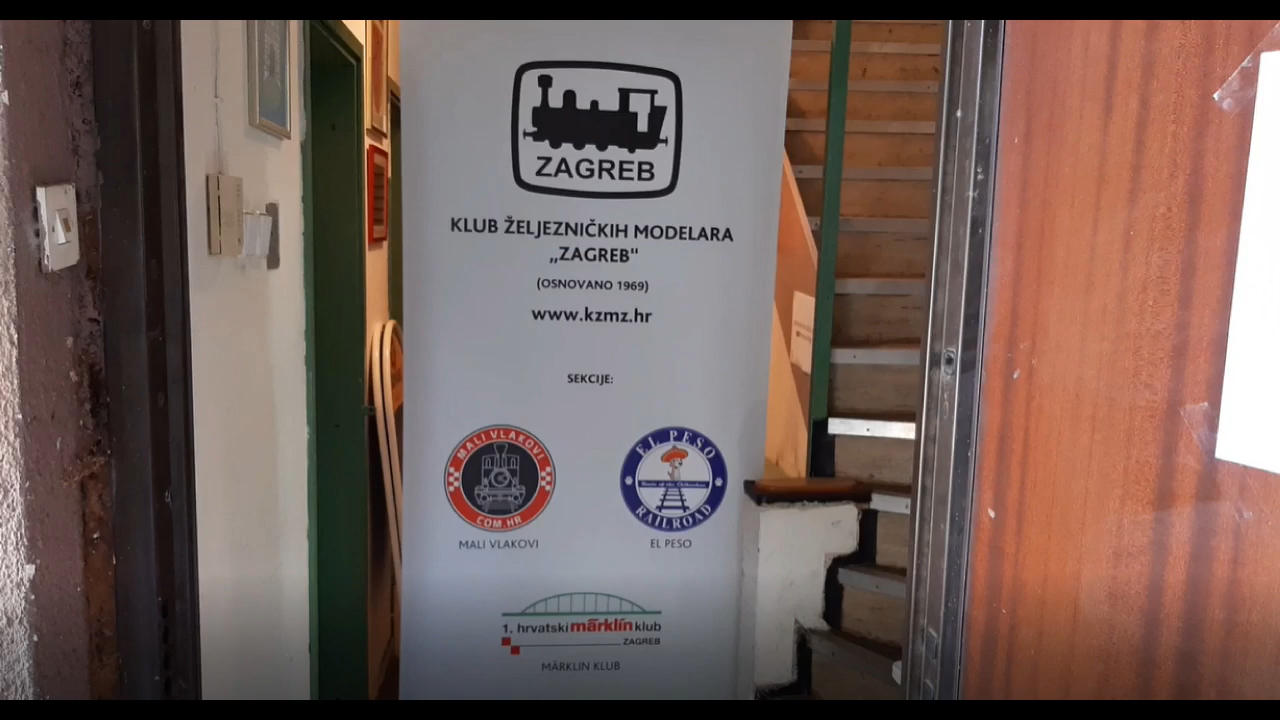 ZAGREB
KLUB ŽELJEZNIČKIH MODELARA
„ZAGREB"
(OSNOVANO 1969)
www.kzmz.hr
SEKCIJE:
MALI VLAKOVI
COM.HR
MALI VLAKOVI
EL PESO
RAILROAD
EL PESO
1. hrvatski märklin klub
ZAGREB
MÄRKLIN KLUB